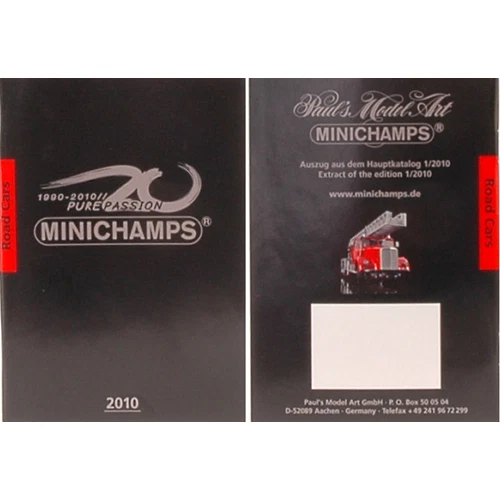 Road Cars
1990-2010//
20
PUREPASSION
MINICHAMPS®
2010
Paul's Model Art
MINICHAMPS®
Auszug aus dem Hauptkatalog 1/2010
Extract of the edition 1/2010
www.minichamps.de
Road Cars
Paul's Model Art GmbH · P. O. Box 50 05 04
D-52089 Aachen · Germany · Telefax +49 241 96 72 299